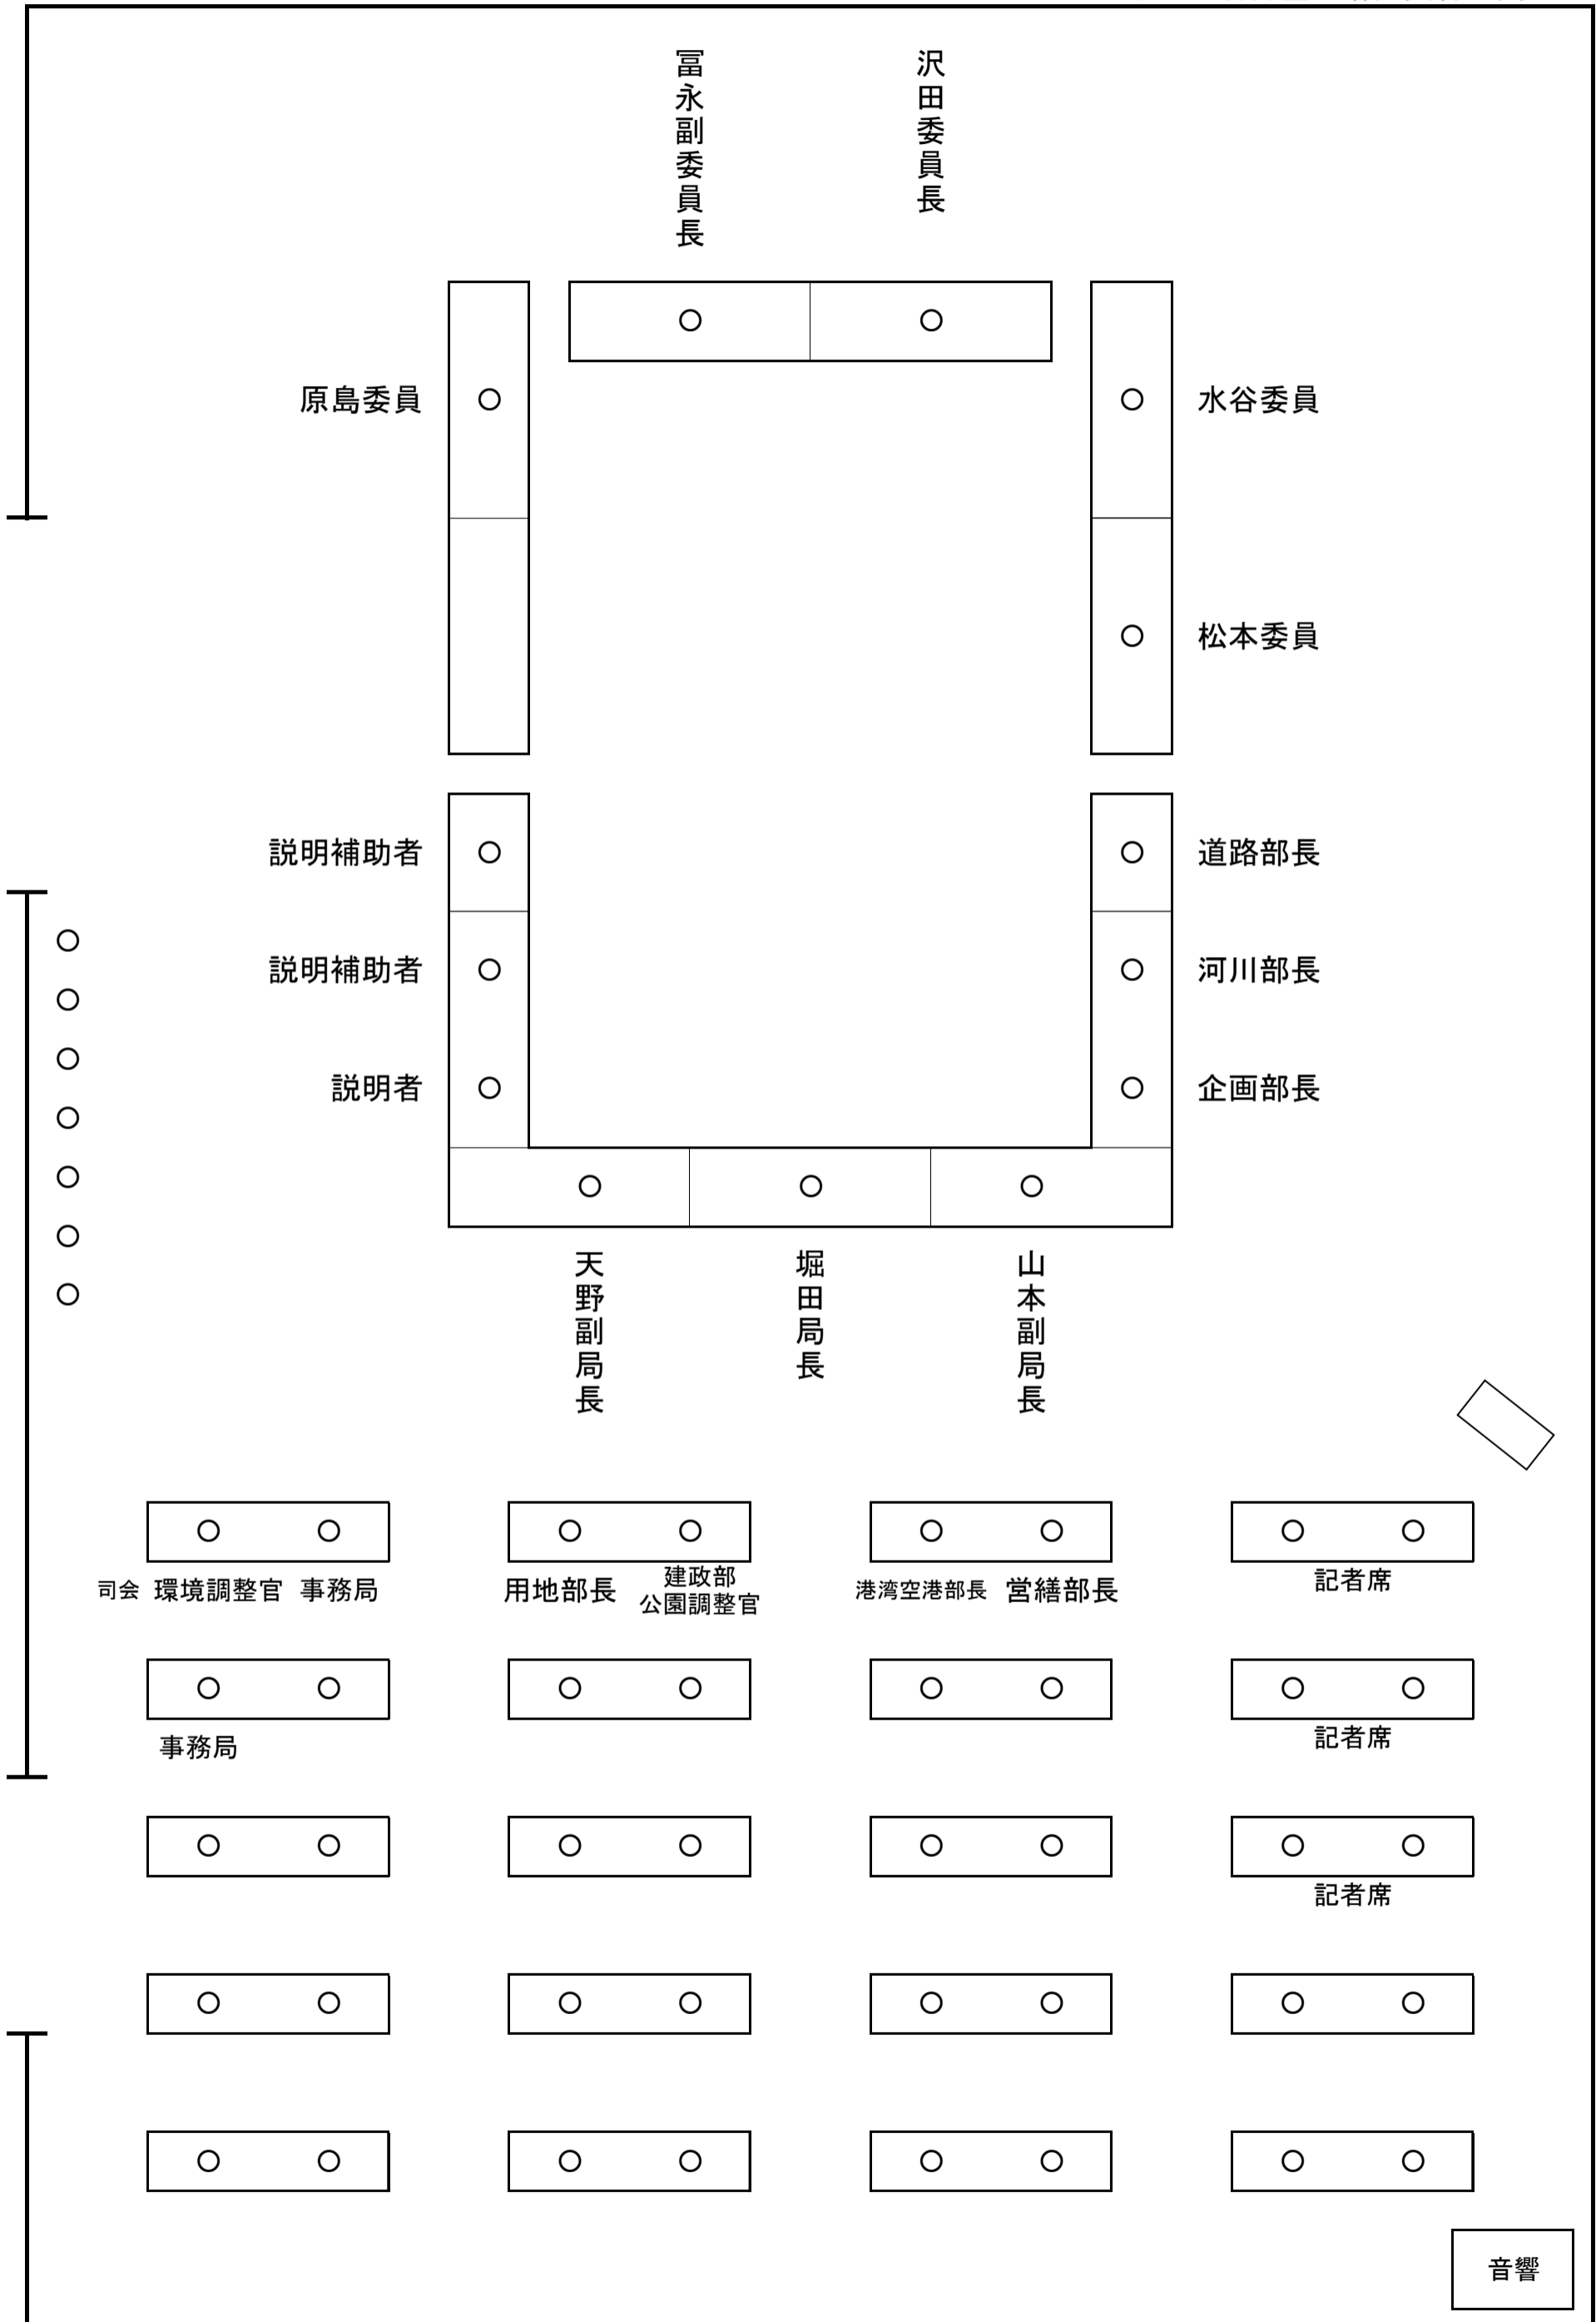 沢田委員長
冨永副委員長
原島委員
水谷委員
松本委員
説明補助者
道路部長
説明補助者
河川部長
説明者
企画部長
天野副局長
堀田局長
山本副局長
司会 環境調整官 事務局
用地部長
建政部
公園調整官
港湾空港部長 営繕部長
記者席
事務局
記者席
記者席
音響